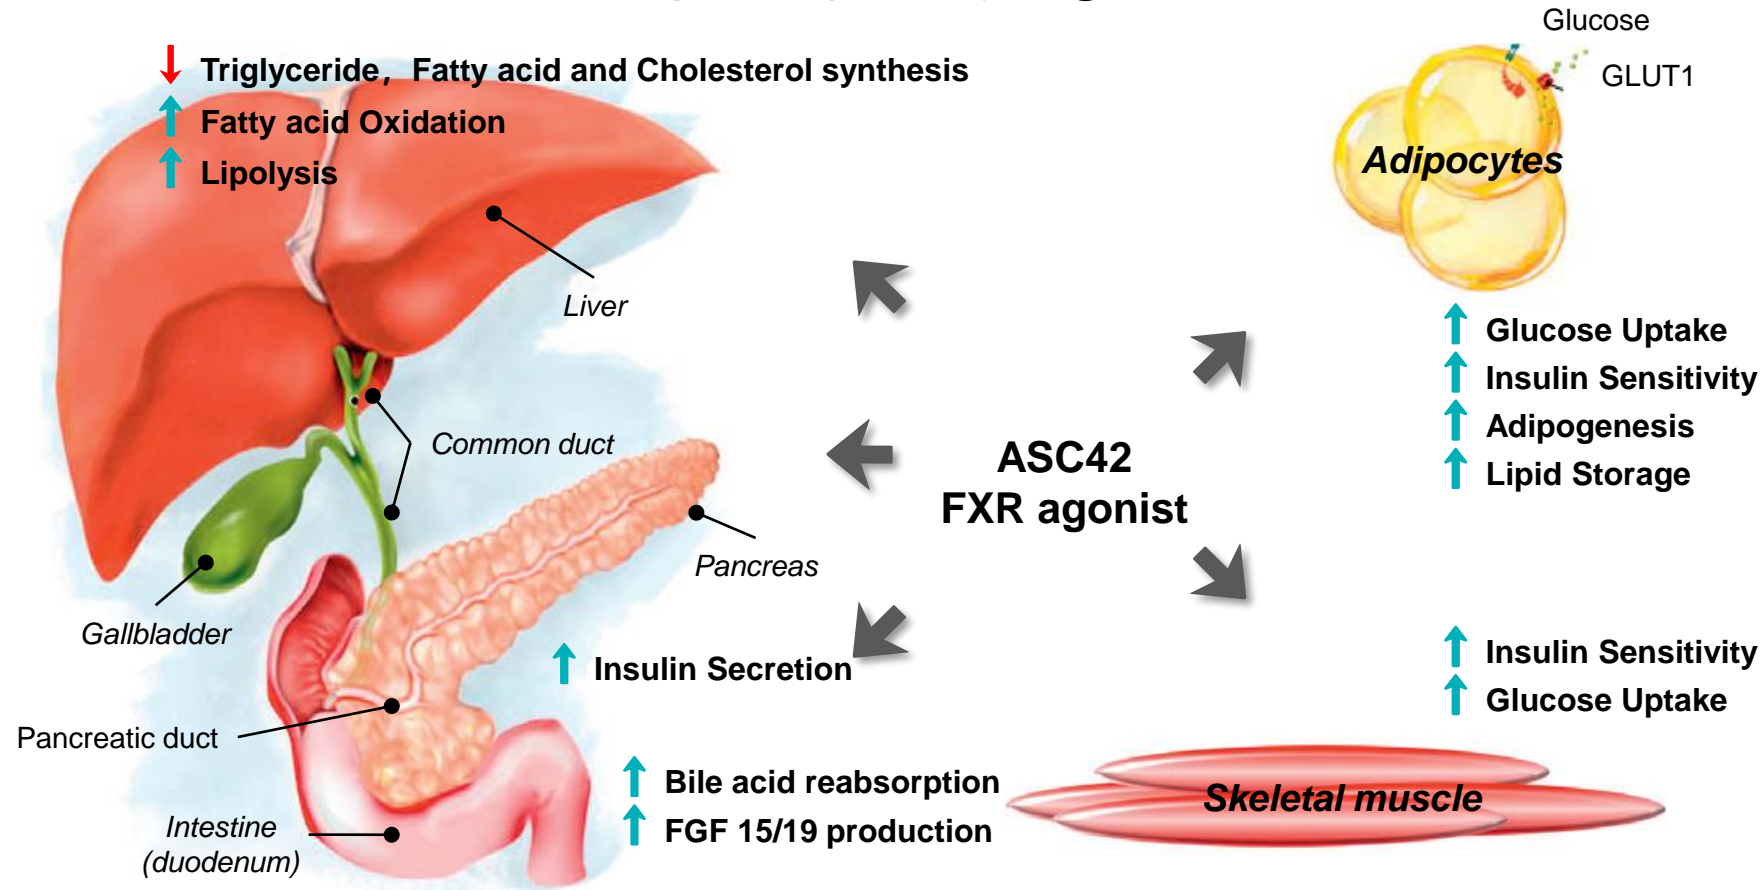 Triglyceride,  Fatty acid and Cholesterol synthesis
Fatty acid Oxidation
Lipolysis
Liver
Common duct
Pancreas
Gallbladder
Insulin Secretion
Pancreatic duct
Bile acid reabsorption
FGF 15/19 production
Intestine
(duodenum)
ASC42
FXR agonist
Glucose
GLUT1
Adipocytes
Glucose Uptake
Insulin Sensitivity
Adipogenesis
Lipid Storage
Insulin Sensitivity
Glucose Uptake
Skeletal muscle